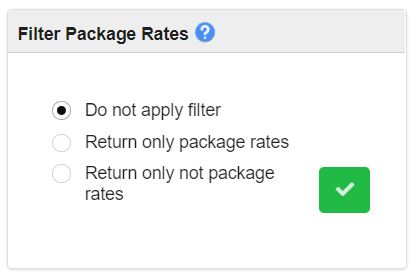 Filter Package Rates ?
Do not apply filter
Return only package rates
Return only not package
rates